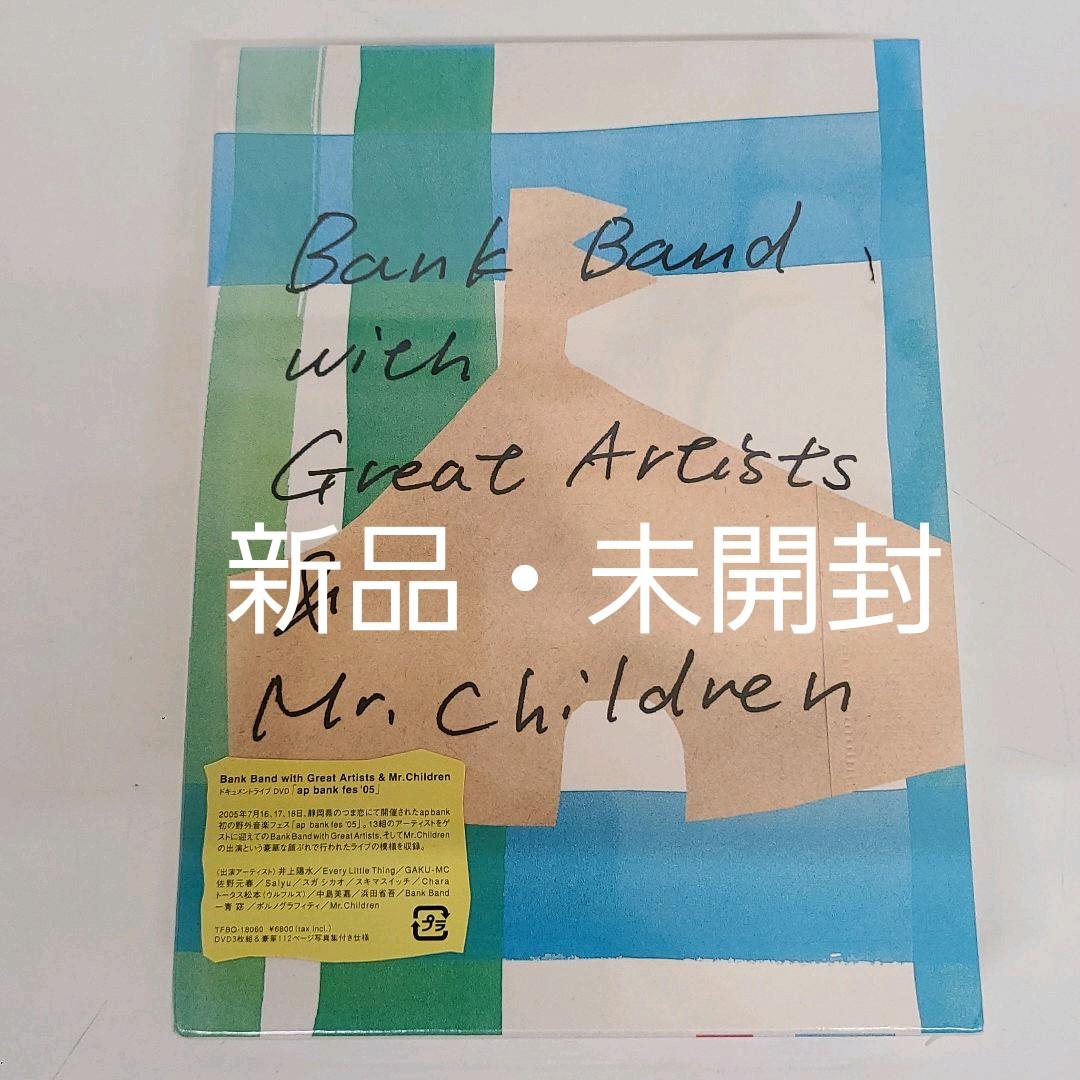 Bank Band
with
Great Artists
&
新品・未開封
Mr. Children
Bank Band with Great Artists & Mr.Children
ドキュメントライブ DVD「ap bank fes '05」
2005年7月16、17、18日、静岡県のつま恋にて開催されたap bank
初の野外音楽フェス「ap bank fes '05」。13組のアーティストをゲ
ストに迎えてのBank Band with Great Artists、そしてMr.Children
の出演という豪華な顔ぶれで行われたライブの模様を収録。
〈出演アーティスト〉井上陽水／Every Little Thing／GAKU-MC
佐野元春／Salyu／スガ シカオ／スキマスイッチ／Chara
トータス松本(ウルフルズ)／中島美嘉／浜田省吾／Bank Band
一青 窈／ポルノグラフィティ／Mr.Children
TFBQ-18060 ¥6800(tax incl.)
DVD3枚組＆豪華112ページ写真集付き仕様
プラ